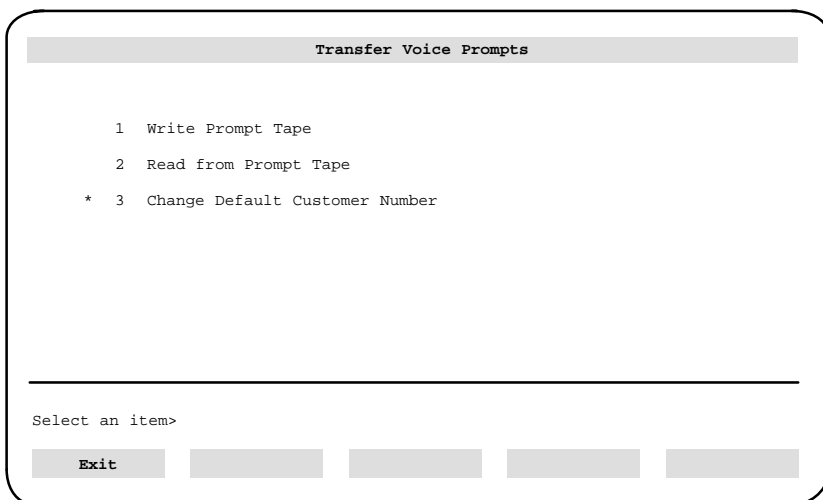 Transfer Voice Prompts
1 Write Prompt Tape
2 Read from Prompt Tape
* 3 Change Default Customer Number
Select an item>
Exit